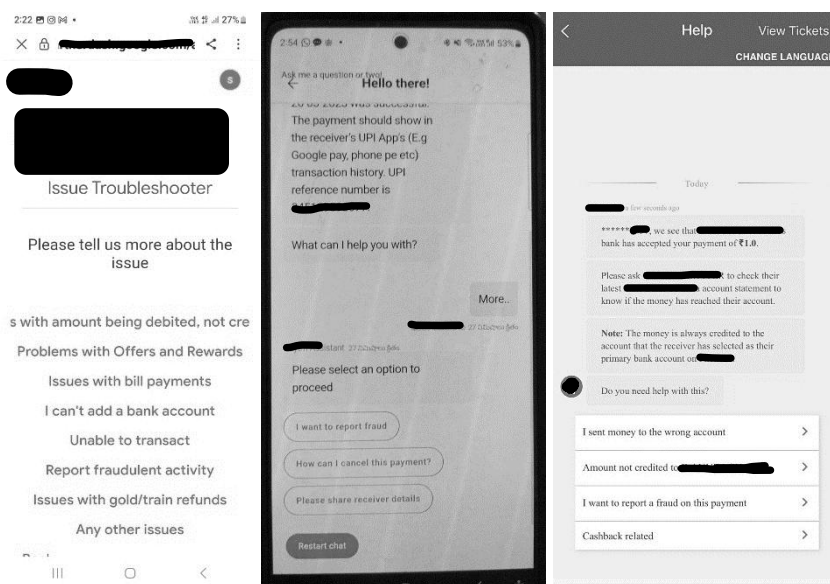 2:22
27%
Issue Troubleshooter
Please tell us more about the
issue
s with amount being debited, not cre
Problems with Offers and Rewards
Issues with bill payments
I can't add a bank account
Unable to transact
Report fraudulent activity
Issues with gold/train refunds
Any other issues
2:54
53%
Ask me a question or two!
Hello there!
The payment should show in
the receiver's UPI App's (E.g
Google pay, phone pe etc)
transaction history. UPI
reference number is
What can I help you with?
More..
Please select an option to
proceed
I want to report fraud
How can I cancel this payment?
Please share receiver details
Restart chat
Help
View Tickets
CHANGE LANGUAG
Today
a few seconds ago
******, we see that
bank has accepted your payment of ₹1.0.
Please ask to check their
latest account statement to
know if the money has reached their account.
Note: The money is always credited to the
account that the receiver has selected as their
primary bank account on
Do you need help with this?
I sent money to the wrong account
Amount not credited to
I want to report a fraud on this payment
Cashback related